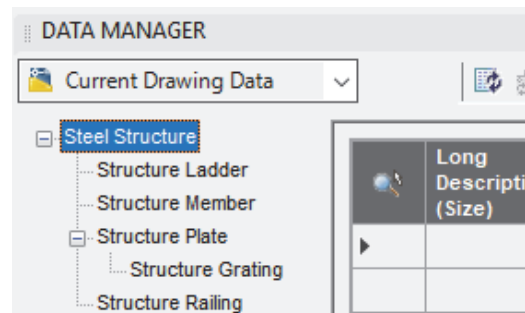 DATA MANAGER
Current Drawing Data
Steel Structure
Structure Ladder
Structure Member
Structure Plate
Structure Grating
Structure Railing
Long
Descripti
(Size)